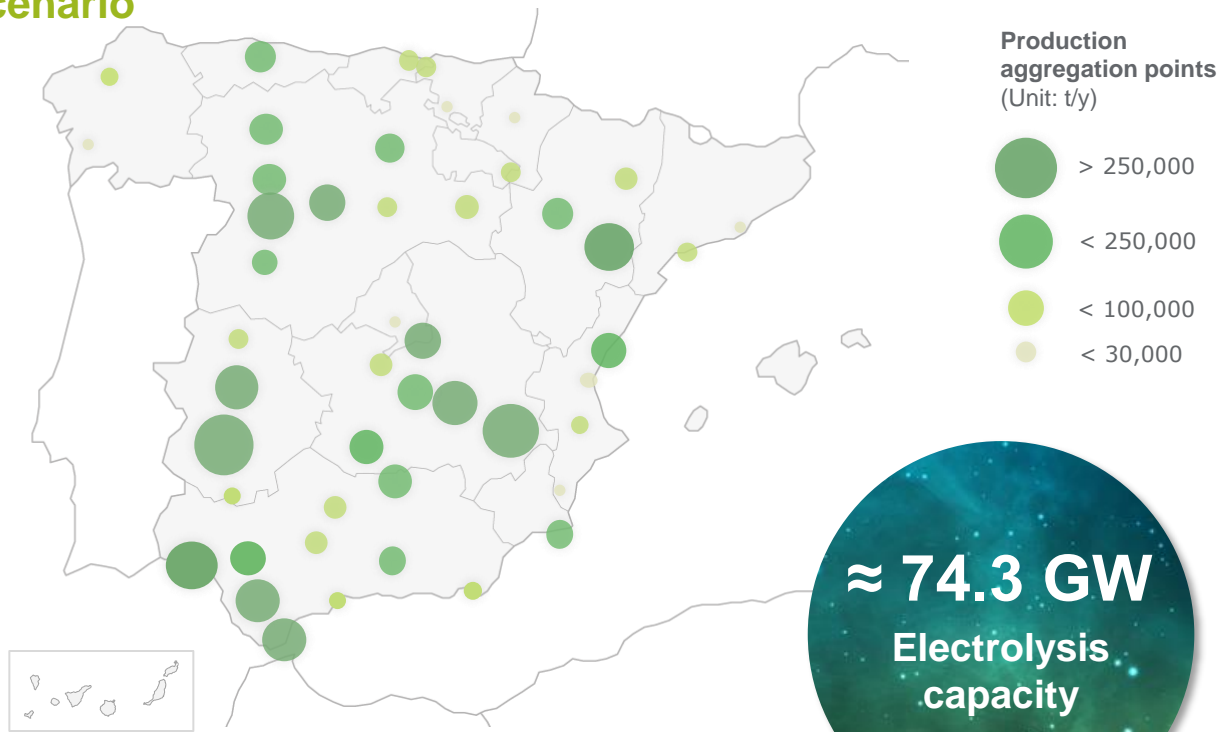 cenario
Production
aggregation points
(Unit: t/y)
> 250,000
< 250,000
< 100,000
< 30,000
≈ 74.3 GW
Electrolysis
capacity